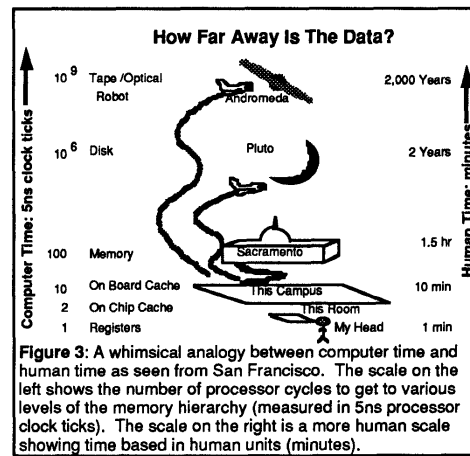 How Far Away Is The Data?
Computer Time: 5ns clock ticks
Human Time: minutes
10 9 Tape /Optical Robot Andromeda 2,000 Years
10 6 Disk Pluto 2 Years
100 Memory Sacramento 1.5 hr
10 On Board Cache This Campus 10 min
2 On Chip Cache This Room
1 Registers My Head 1 min
Figure 3: A whimsical analogy between computer time and
human time as seen from San Francisco. The scale on the
left shows the number of processor cycles to get to various
levels of the memory hierarchy (measured in 5ns processor
clock ticks). The scale on the right is a more human scale
showing time based in human units (minutes).